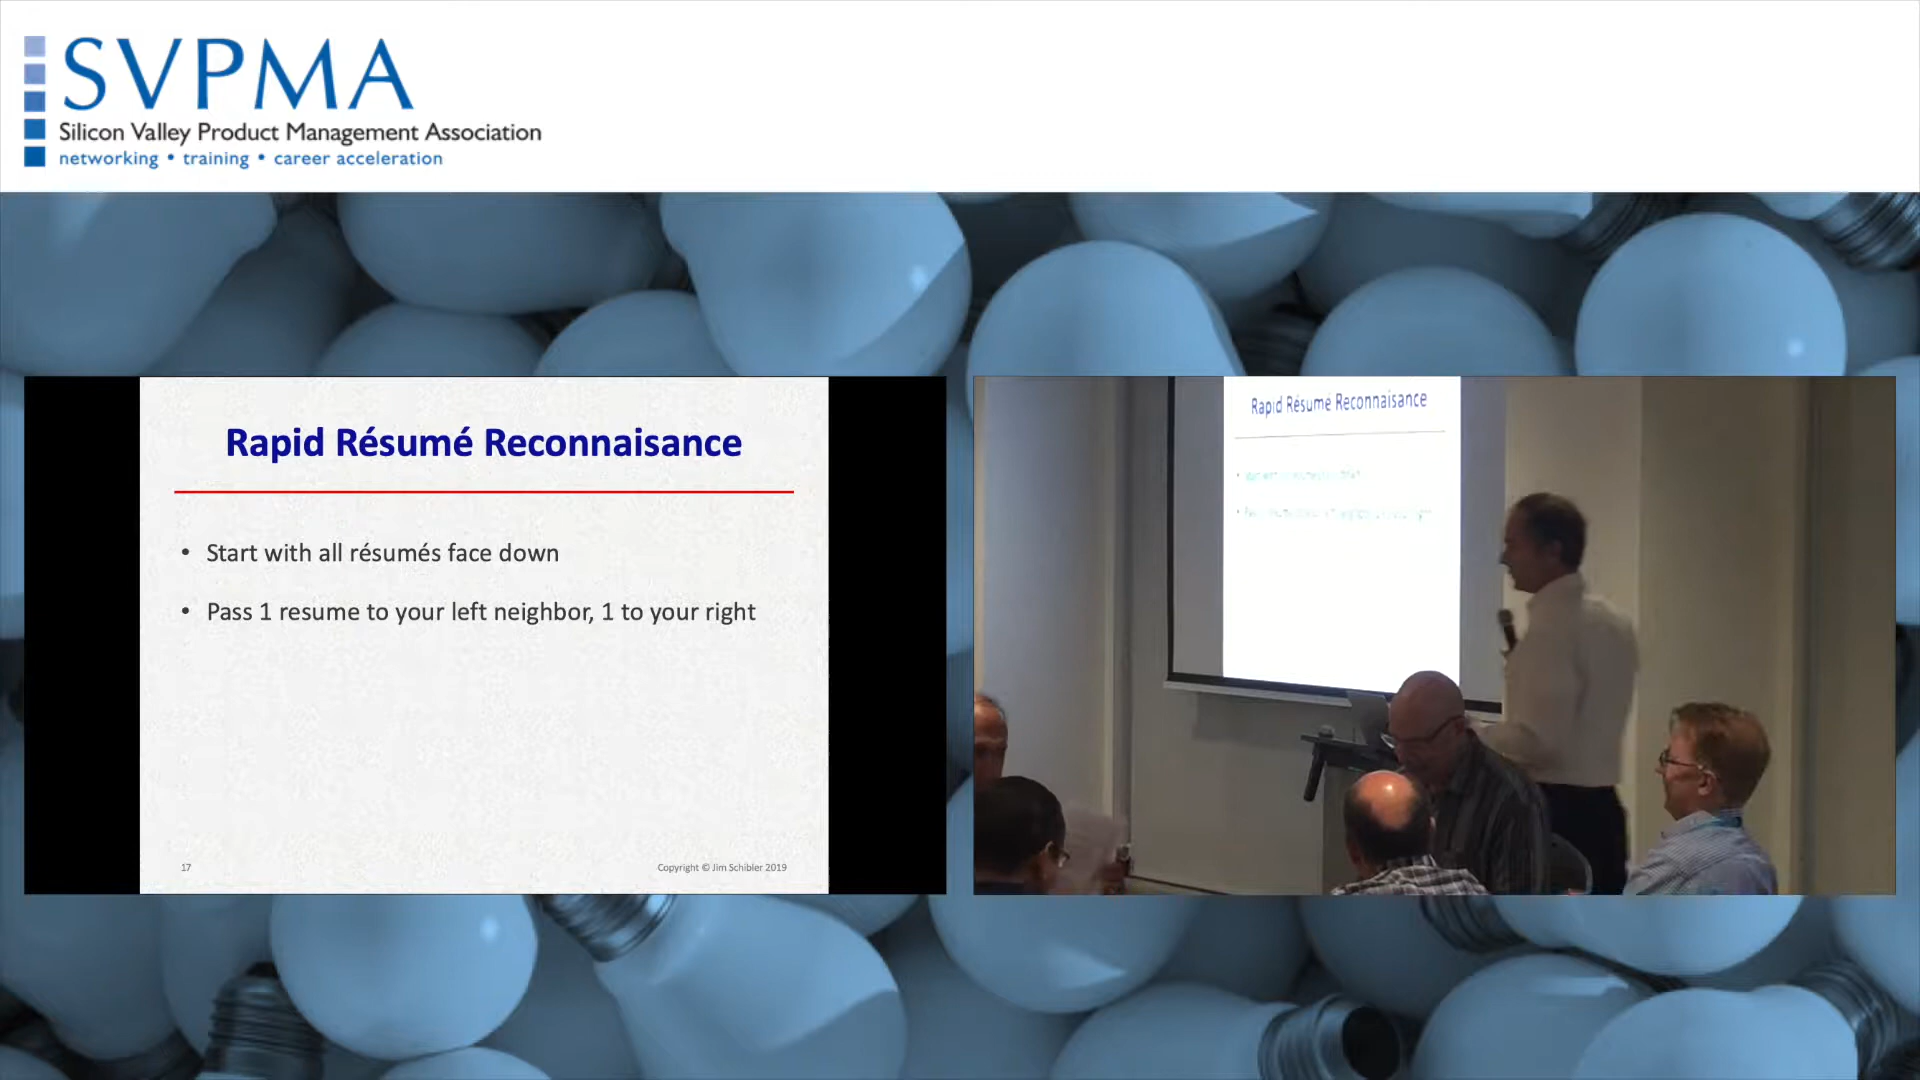 SVPMA
Silicon Valley Product Management Association
networking • training • career acceleration
Rapid Résumé Reconnaisance
• Start with all résumés face down
• Pass 1 resume to your left neighbor, 1 to your right
17
Copyright © Jim Schibler 2019
Rapid Résumé Reconnaisance